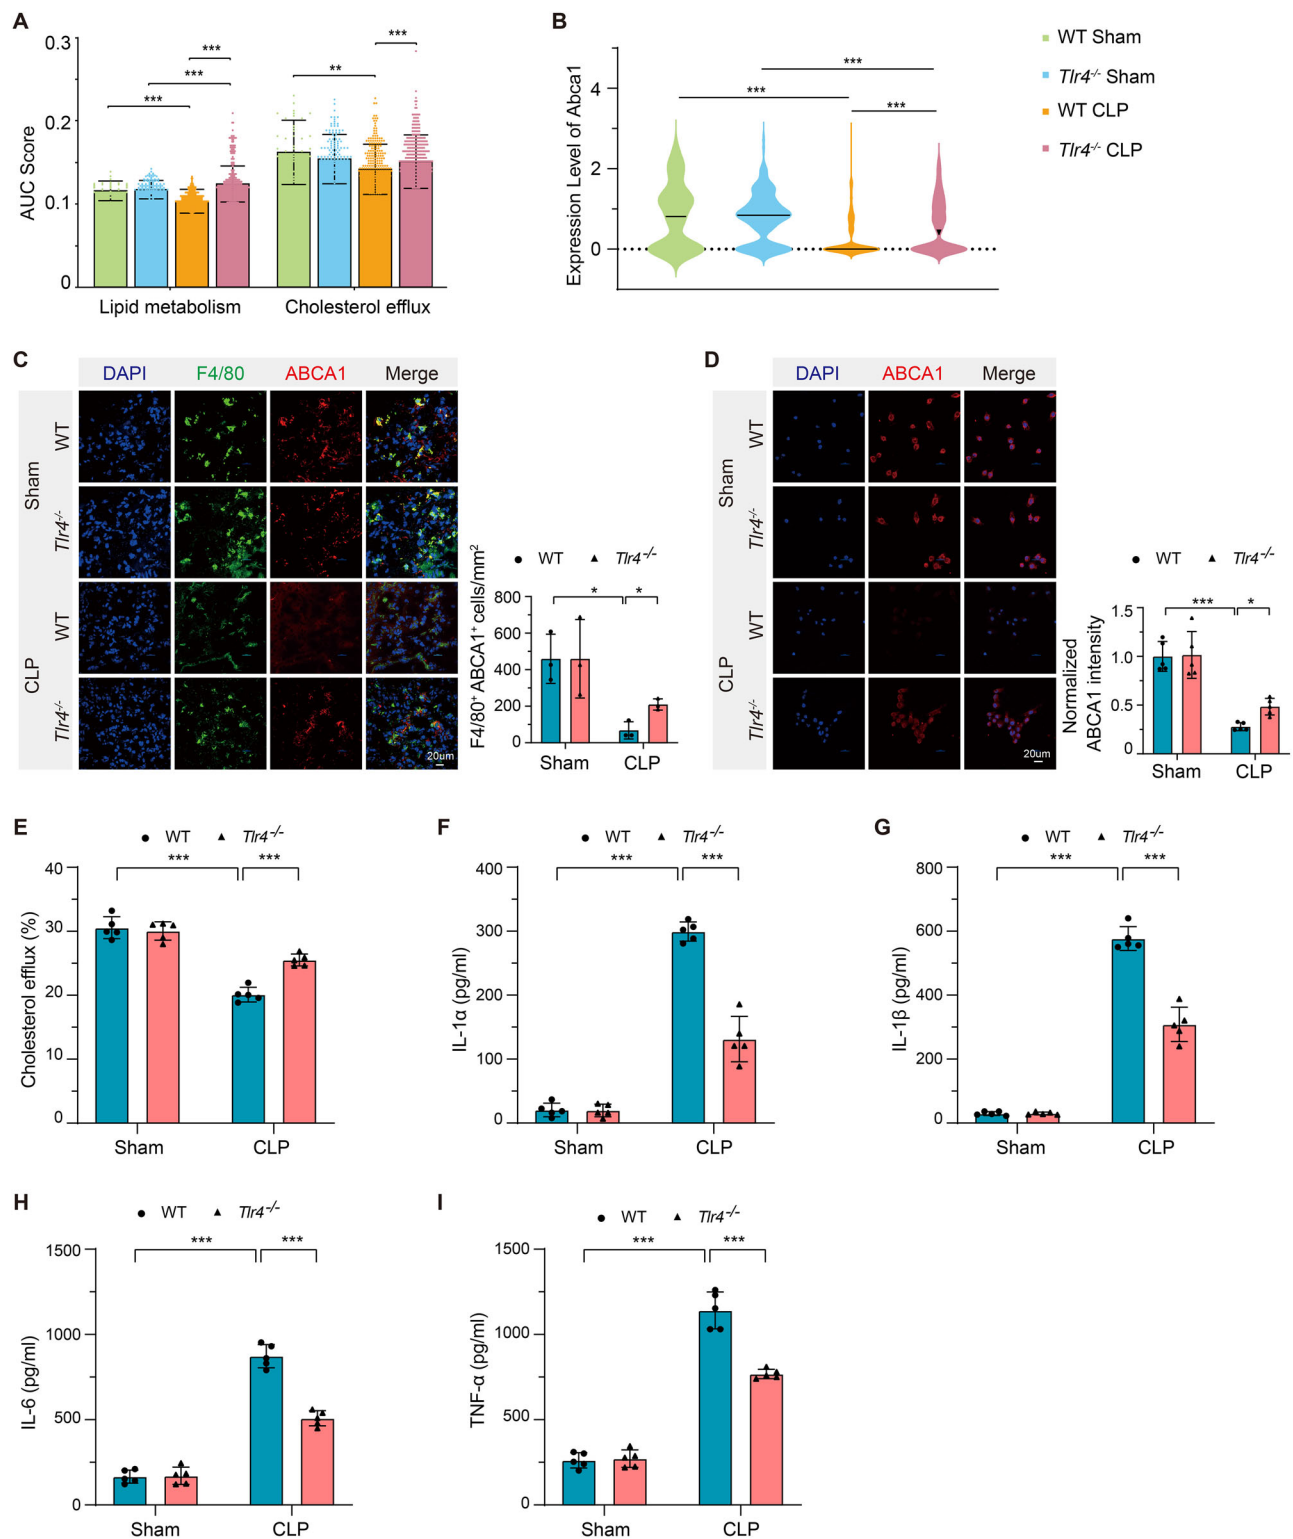 A
AUC Score
0.3
0.2
0.1
0
***
***
***
**
***
Lipid metabolism
Cholesterol efflux
B
Expression Level of Abca1
4
2
0
***
***
***
WT Sham
Tlr4-/- Sham
WT CLP
Tlr4-/- CLP
C
DAPI F4/80 ABCA1 Merge
Sham
WT
Tlr4-/-
CLP
WT
Tlr4-/-
20um
WT Tlr4-/-
F4/80+ ABCA1+ cells/mm2
800
600
400
200
0
* *
Sham CLP
D
DAPI ABCA1 Merge
Sham
WT
Tlr4-/-
CLP
WT
Tlr4-/-
20um
WT Tlr4-/-
Normalized
ABCA1 intensity
1.5
1.0
0.5
0
*** *
Sham CLP
E
WT Tlr4-/-
*** ***
Cholesterol efflux (%)
40
30
20
10
0
Sham CLP
F
WT Tlr4-/-
*** ***
IL-1α (pg/ml)
400
300
200
100
0
Sham CLP
G
WT Tlr4-/-
*** ***
IL-1β (pg/ml)
800
600
400
200
0
Sham CLP
H
WT Tlr4-/-
*** ***
IL-6 (pg/ml)
1500
1000
500
0
Sham CLP
I
WT Tlr4-/-
*** ***
TNF-α (pg/ml)
1500
1000
500
0
Sham CLP